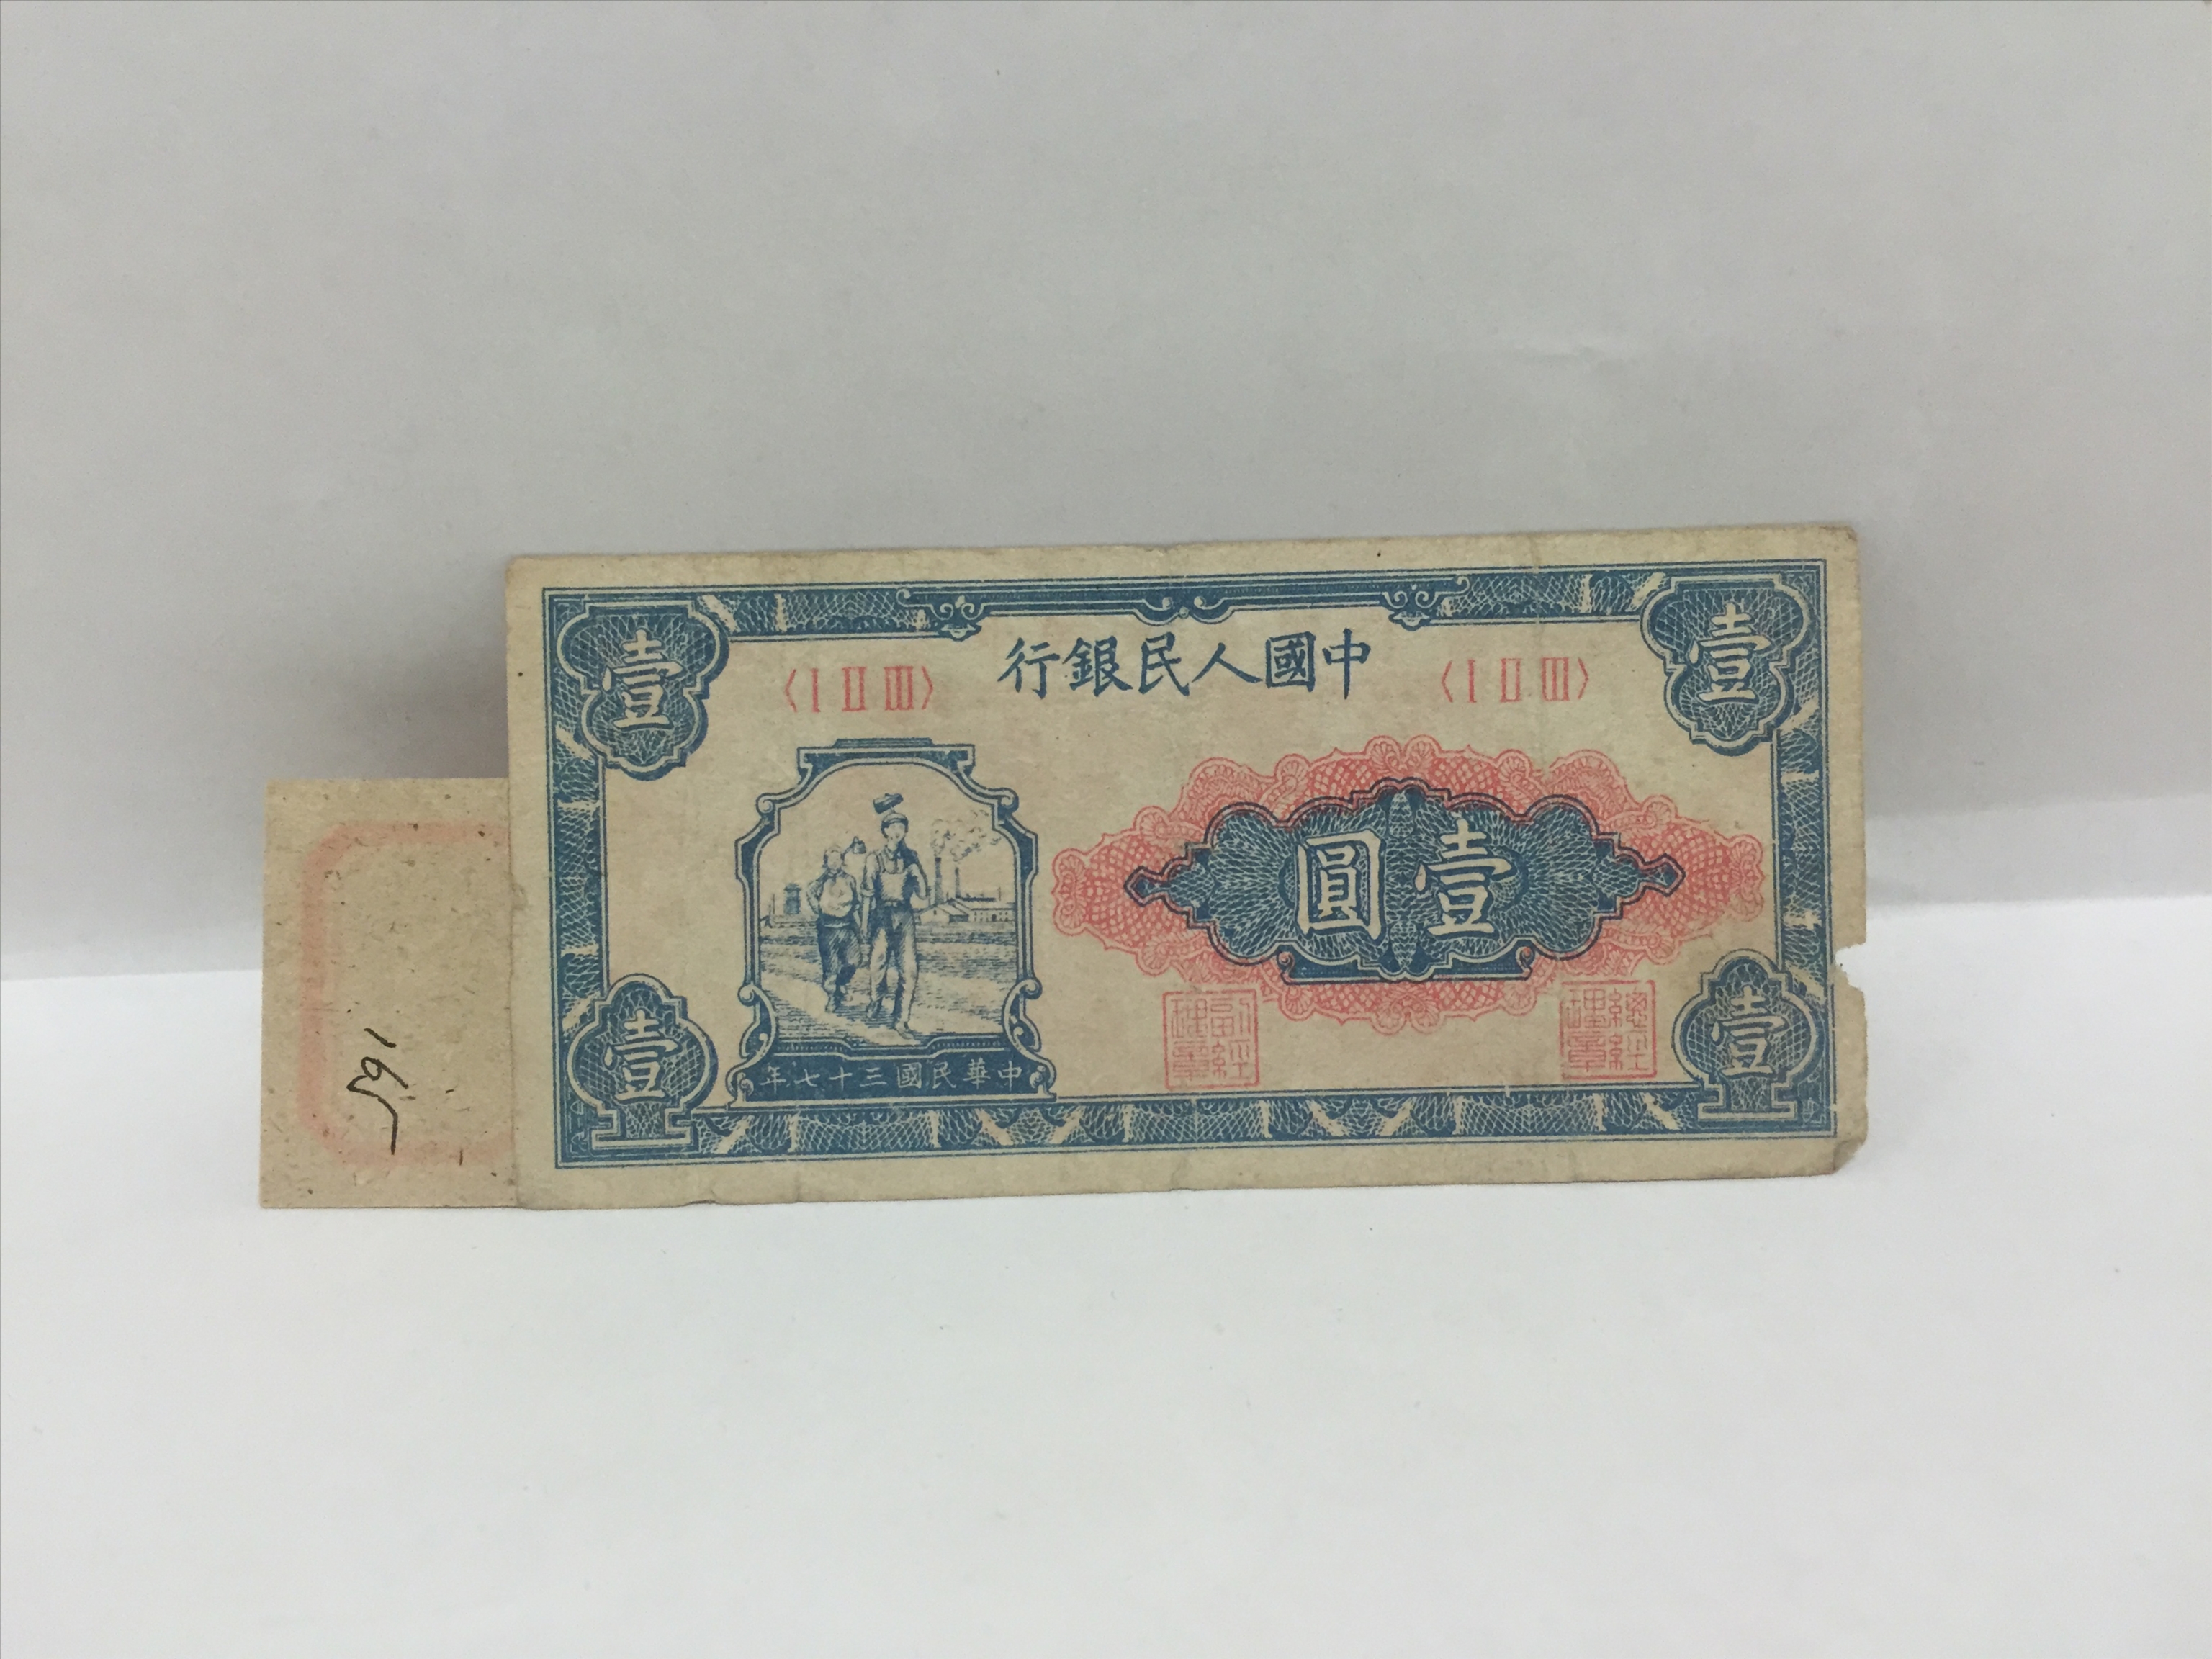 中國人民銀行
〈I II III〉 〈I II III〉
壹 壹
壹圓
中華民國三十七年
總經理章
副經理章
壹 壹
1651